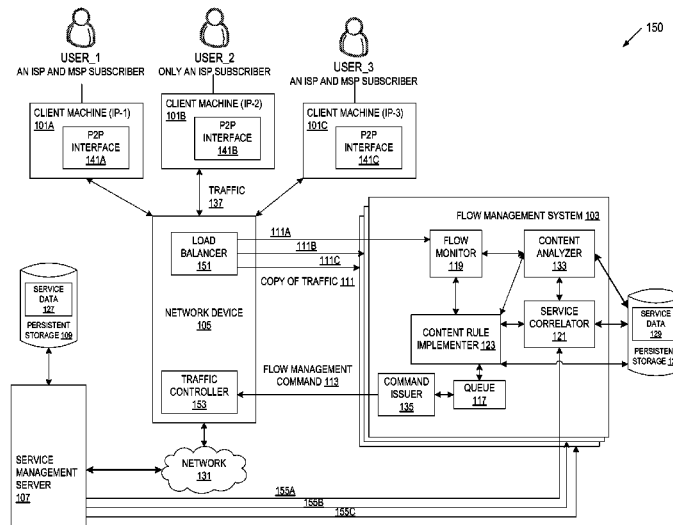 150
USER_1
AN ISP AND MSP SUBSCRIBER
USER_2
ONLY AN ISP SUBSCRIBER
USER_3
AN ISP AND MSP SUBSCRIBER
CLIENT MACHINE (IP-1)
101A
P2P
INTERFACE
141A
CLIENT MACHINE (IP-2)
101B
P2P
INTERFACE
141B
CLIENT MACHINE (IP-3)
101C
P2P
INTERFACE
141C
TRAFFIC
137
LOAD
BALANCER
151
NETWORK DEVICE
105
TRAFFIC
CONTROLLER
153
111A
111B
111C
COPY OF TRAFFIC 111
FLOW MANAGEMENT SYSTEM 103
FLOW
MONITOR
119
CONTENT
ANALYZER
133
CONTENT RULE
IMPLEMENTER 123
SERVICE
CORRELATOR
121
COMMAND
ISSUER
135
QUEUE
117
FLOW MANAGEMENT
COMMAND 113
SERVICE
DATA
129
PERSISTENT
STORAGE
SERVICE
DATA
127
PERSISTENT
STORAGE 109
SERVICE
MANAGEMENT
SERVER
107
NETWORK
131
155A
155B
155C